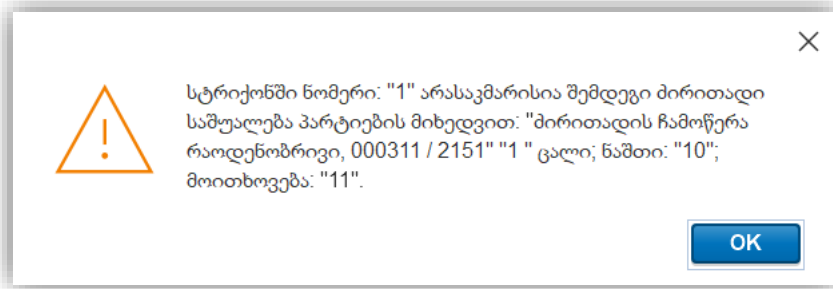 სტრიქონში ნომერი: "1" არასაკმარისია შემდეგი ძირითადი
საშუალება პარტიების მიხედვით: "ძირითადის ჩამოწერა
რაოდენობრივი, 000311 / 2151" "1 " ცალი; ნაშთი: "10";
მოითხოვება: "11".
OK